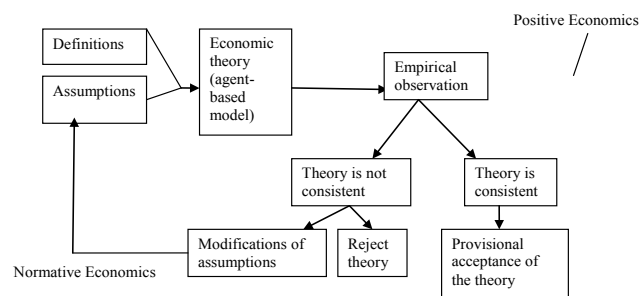 Positive Economics
Definitions
Assumptions
Economic
theory
(agent-
based
model)
Empirical
observation
Theory is not
consistent
Theory is
consistent
Modifications of
assumptions
Reject
theory
Provisional
acceptance of
the theory
Normative Economics